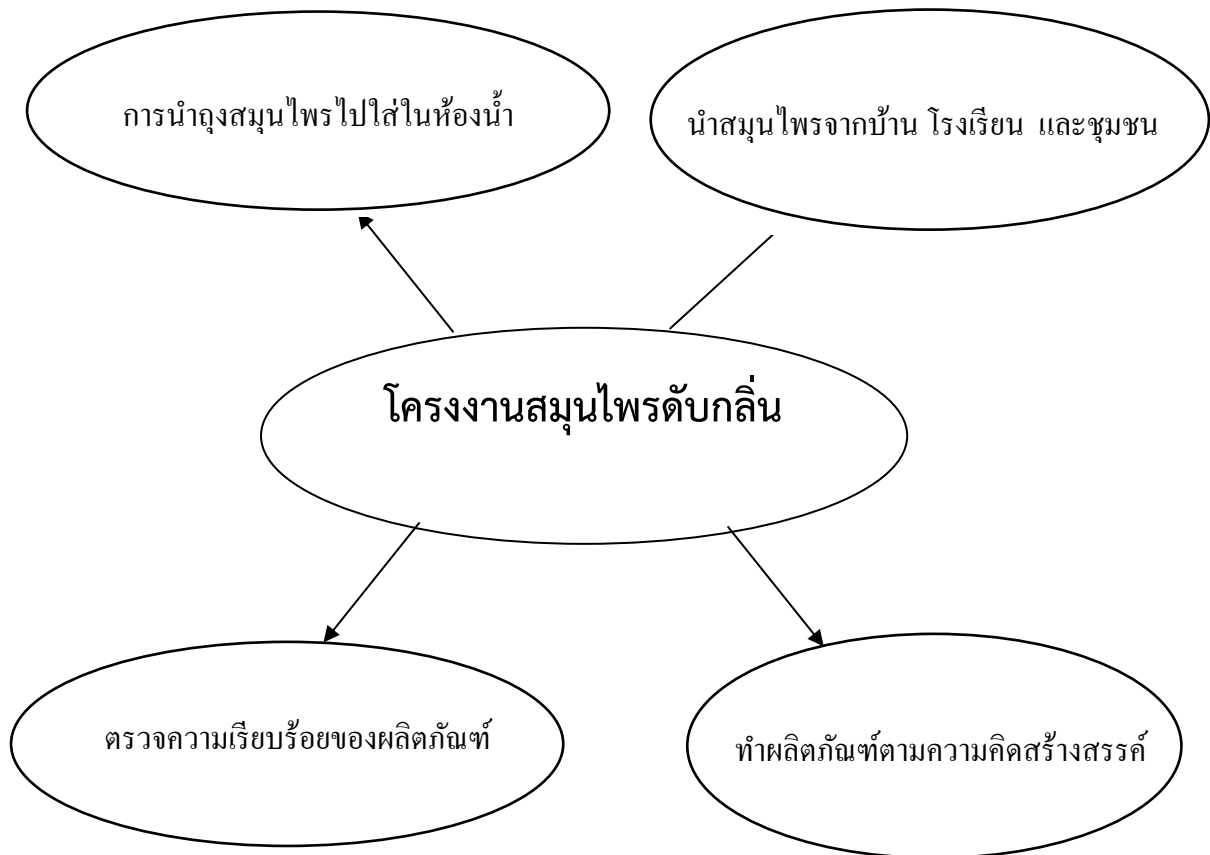 การนำถุงสมุนไพรไปใส่ในห้องน้ำ
นำสมุนไพรจากบ้าน โรงเรียน และชุมชน
โครงงานสมุนไพรดับกลิ่น
ตรวจความเรียบร้อยของผลิตภัณฑ์
ทำผลิตภัณฑ์ตามความคิดสร้างสรรค์